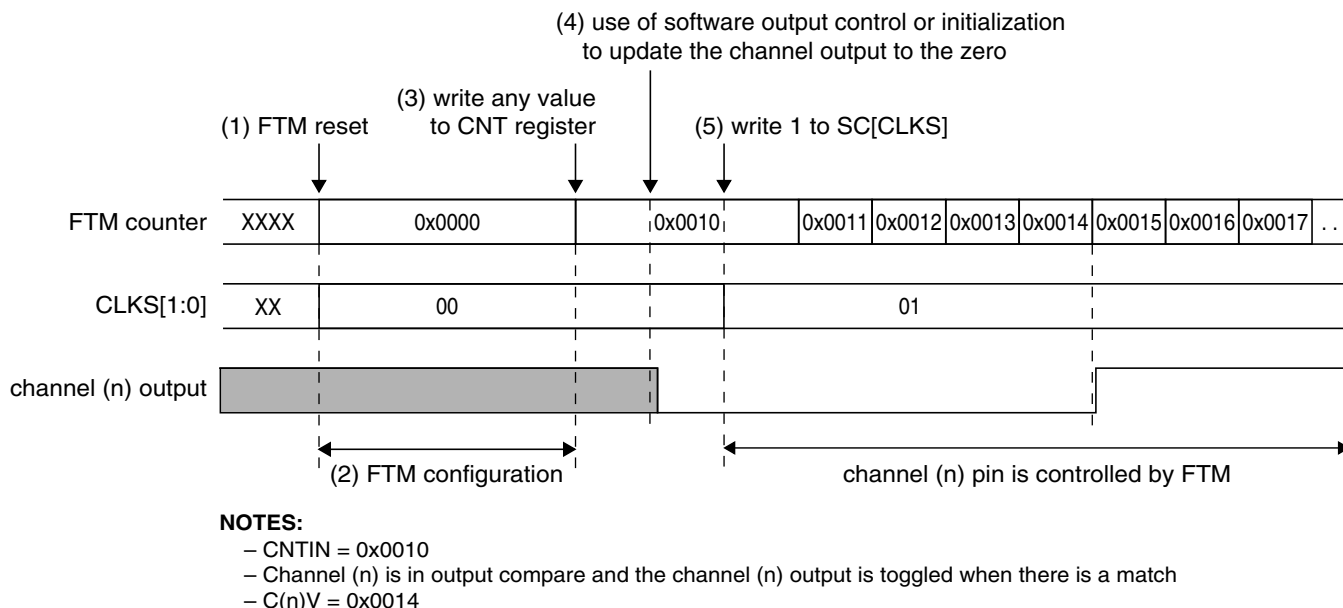 (4) use of software output control or initialization
to update the channel output to the zero
(3) write any value
to CNT register
(1) FTM reset
(5) write 1 to SC[CLKS]
FTM counter XXXX 0x0000 0x0010 0x0011 0x0012 0x0013 0x0014 0x0015 0x0016 0x0017 . .
CLKS[1:0] XX 00 01
channel (n) output
(2) FTM configuration
channel (n) pin is controlled by FTM
NOTES:
– CNTIN = 0x0010
– Channel (n) is in output compare and the channel (n) output is toggled when there is a match
– C(n)V = 0x0014